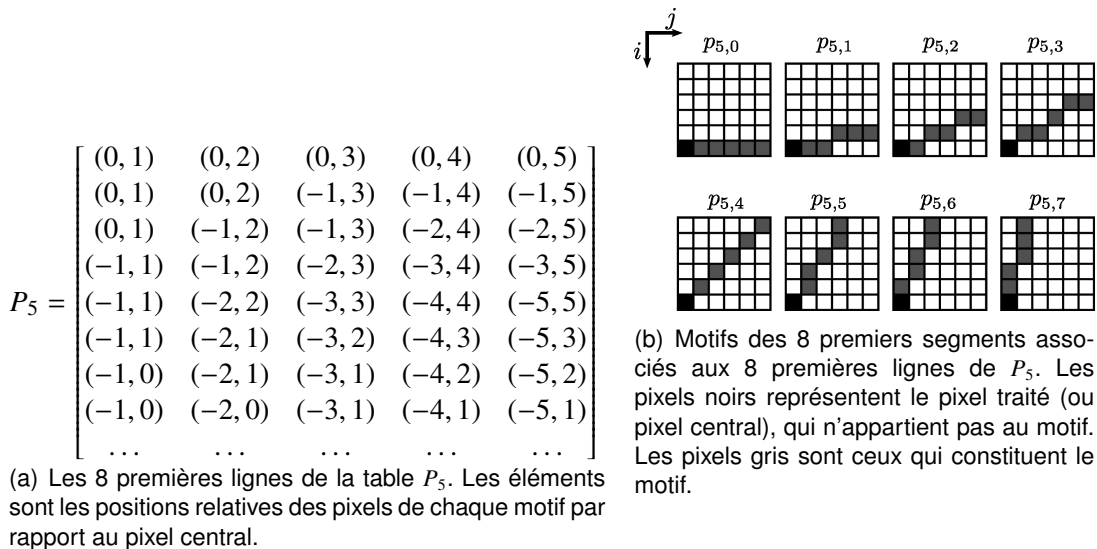 P₅ =
(0, 1) (0, 2) (0, 3) (0, 4) (0, 5)
(0, 1) (0, 2) (−1, 3) (−1, 4) (−1, 5)
(0, 1) (−1, 2) (−1, 3) (−2, 4) (−2, 5)
(−1, 1) (−1, 2) (−2, 3) (−3, 4) (−3, 5)
(−1, 1) (−2, 2) (−3, 3) (−4, 4) (−5, 5)
(−1, 1) (−2, 1) (−3, 2) (−4, 3) (−5, 3)
(−1, 0) (−2, 1) (−3, 1) (−4, 2) (−5, 2)
(−1, 0) (−2, 0) (−3, 1) (−4, 1) (−5, 1)
... ... ... ... ...
(a) Les 8 premières lignes de la table P₅. Les éléments
sont les positions relatives des pixels de chaque motif par
rapport au pixel central.
j
i
p5,0 p5,1 p5,2 p5,3
p5,4 p5,5 p5,6 p5,7
(b) Motifs des 8 premiers segments asso-
ciés aux 8 premières lignes de P₅. Les
pixels noirs représentent le pixel traité (ou
pixel central), qui n'appartient pas au motif.
Les pixels gris sont ceux qui constituent le
motif.